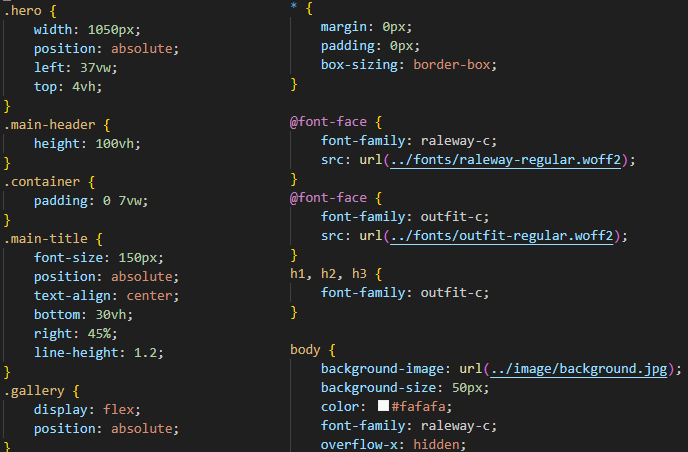 .hero {
width: 1050px;
position: absolute;
left: 37vw;
top: 4vh;
}
.main-header {
height: 100vh;
}
.container {
padding: 0 7vw;
}
.main-title {
font-size: 150px;
position: absolute;
text-align: center;
bottom: 30vh;
right: 45%;
line-height: 1.2;
}
.gallery {
display: flex;
position: absolute;
}
* {
margin: 0px;
padding: 0px;
box-sizing: border-box;
}
@font-face {
font-family: raleway-c;
src: url(../fonts/raleway-regular.woff2);
}
@font-face {
font-family: outfit-c;
src: url(../fonts/outfit-regular.woff2);
}
h1, h2, h3 {
font-family: outfit-c;
}
body {
background-image: url(../image/background.jpg);
background-size: 50px;
color: #fafafa;
font-family: raleway-c;
overflow-x: hidden;